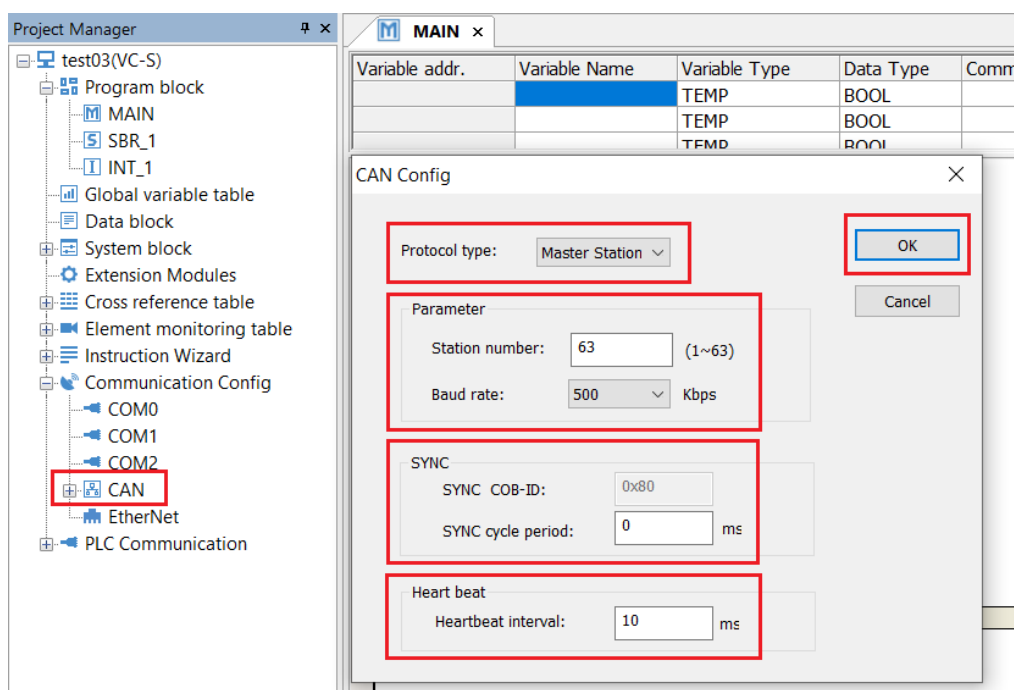 Project Manager
MAIN
test03(VC-S)
Program block
MAIN
SBR_1
INT_1
Global variable table
Data block
System block
Extension Modules
Cross reference table
Element monitoring table
Instruction Wizard
Communication Config
COM0
COM1
COM2
CAN
EtherNet
PLC Communication
Variable addr. Variable Name Variable Type Data Type Comm
TEMP BOOL
TEMP BOOL
TEMP BOOL
CAN Config
Protocol type: Master Station
OK
Cancel
Parameter
Station number: 63 (1~63)
Baud rate: 500 Kbps
SYNC
SYNC COB-ID: 0x80
SYNC cycle period: 0 ms
Heart beat
Heartbeat interval: 10 ms